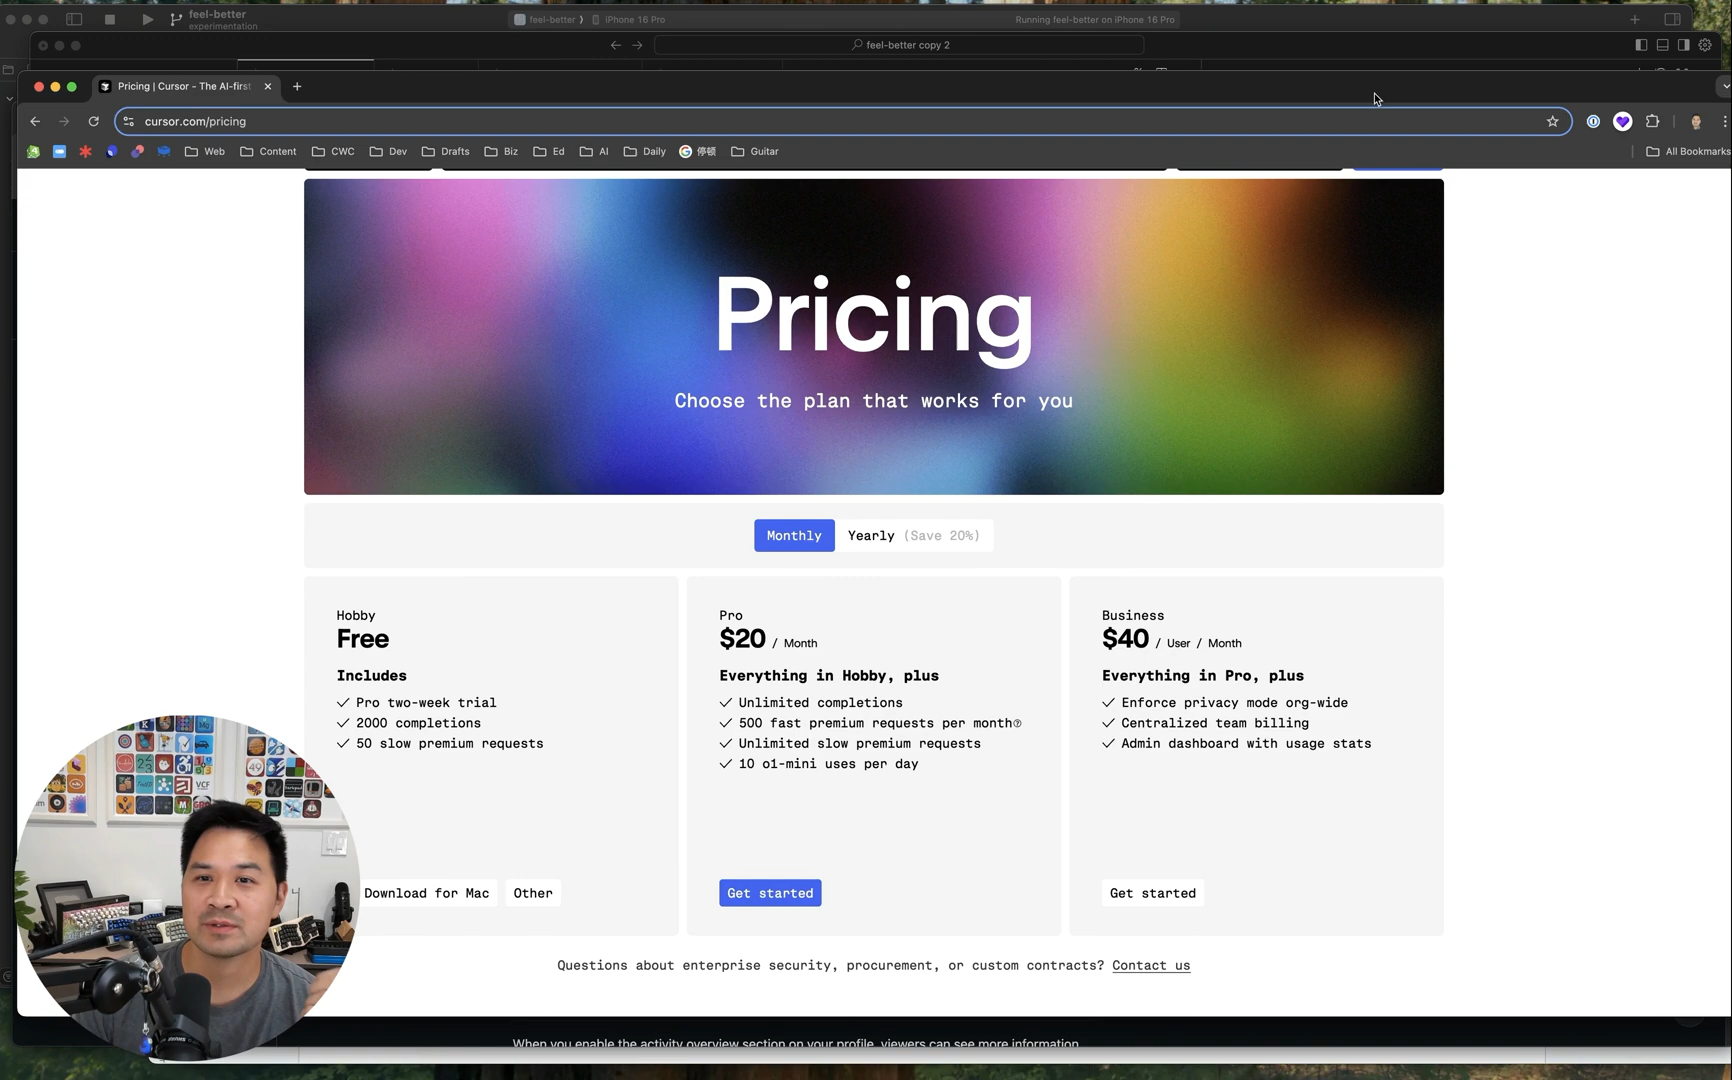 feel-better
experimentation
feel-better
iPhone 16 Pro
Running feel-better on iPhone 16 Pro
feel-better copy 2
Pricing | Cursor - The AI-first
cursor.com/pricing
Web
Content
CWC
Dev
Drafts
Biz
Ed
AI
Daily
停顿
Guitar
All Bookmarks
Pricing
Choose the plan that works for you
Monthly
Yearly (Save 20%)
Hobby
Free
Includes
Pro two-week trial
2000 completions
50 slow premium requests
Download for Mac
Other
Pro
$20 / Month
Everything in Hobby, plus
Unlimited completions
500 fast premium requests per month
Unlimited slow premium requests
10 o1-mini uses per day
Get started
Business
$40 / User / Month
Everything in Pro, plus
Enforce privacy mode org-wide
Centralized team billing
Admin dashboard with usage stats
Get started
Questions about enterprise security, procurement, or custom contracts? Contact us
When you enable the activity overview section on your profile, viewers can see more information